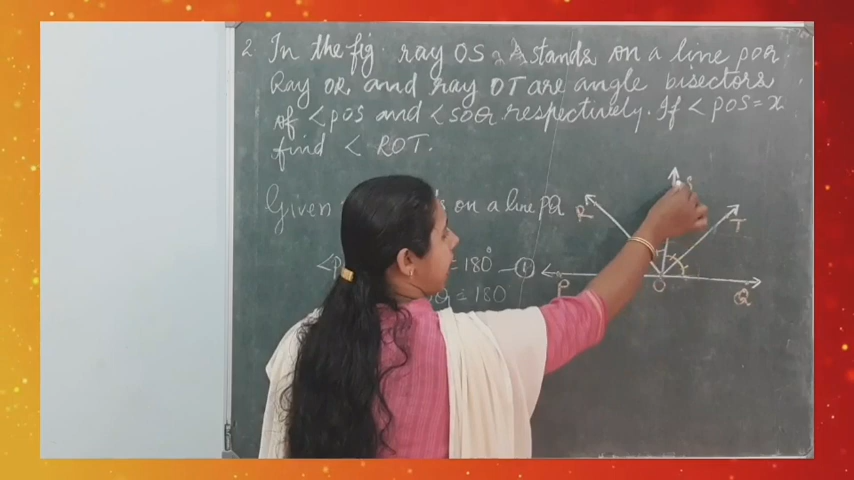 2. In the fig. ray OS stands on a line POQ.
Ray OR, and ray OT are angle bisectors
of <POS and <SOQ respectively. If <POS = x
find < ROT.
Given on a line PQ
= 180° ①
= 180
R
S
T
P
O
Q